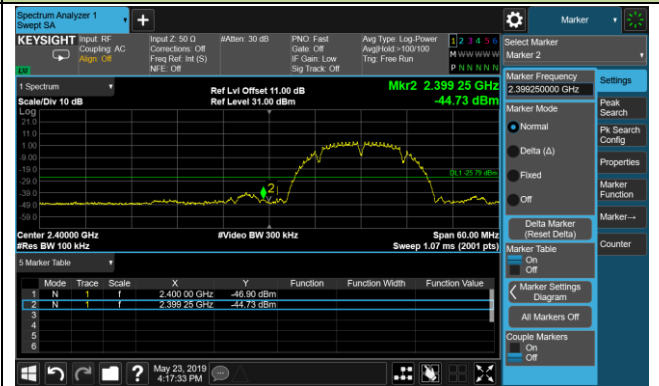 Spectrum Analyzer 1
Swept SA
Marker
KEYSIGHT
Input: RF
Coupling: AC
Align: Off
Input Z: 50 Ω
Corrections: Off
Freq Ref: Int (S)
NFE: Off
#Atten: 30 dB
PNO: Fast
Gate: Off
IF Gain: Low
Sig Track: Off
Avg Type: Log-Power
Avg|Hold:>100/100
Trig: Free Run
1 2 3 4 5 6
M W W W W W
P N N N N N
LXI
1 Spectrum
Scale/Div 10 dB
Ref Lvl Offset 11.00 dB
Ref Level 31.00 dBm
Mkr2 2.399 25 GHz
-44.73 dBm
Log
21.0
11.0
1.00
-9.00
-19.0
-29.0
-39.0
-49.0
-59.0
DL1 -25.79 dBm
2
Center 2.40000 GHz
#Res BW 100 kHz
#Video BW 300 kHz
Span 60.00 MHz
Sweep 1.07 ms (2001 pts)
5 Marker Table
Mode Trace Scale X Y Function Function Width Function Value
1 N 1 f 2.400 00 GHz -46.90 dBm
2 N 1 f 2.399 25 GHz -44.73 dBm
3
4
5
6
May 23, 2019
4:17:33 PM
Select Marker
Marker 2
Marker Frequency
2.399250000 GHz
Marker Mode
Normal
Delta (Δ)
Fixed
Off
Delta Marker
(Reset Delta)
Marker Table
On
Off
Marker Settings
Diagram
All Markers Off
Couple Markers
On
Off
Settings
Peak
Search
Pk Search
Config
Properties
Marker
Function
Marker→
Counter